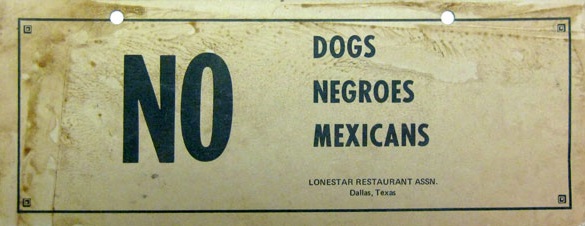 NO
DOGS
NEGROES
MEXICANS
LONESTAR RESTAURANT ASSN.
Dallas, Texas